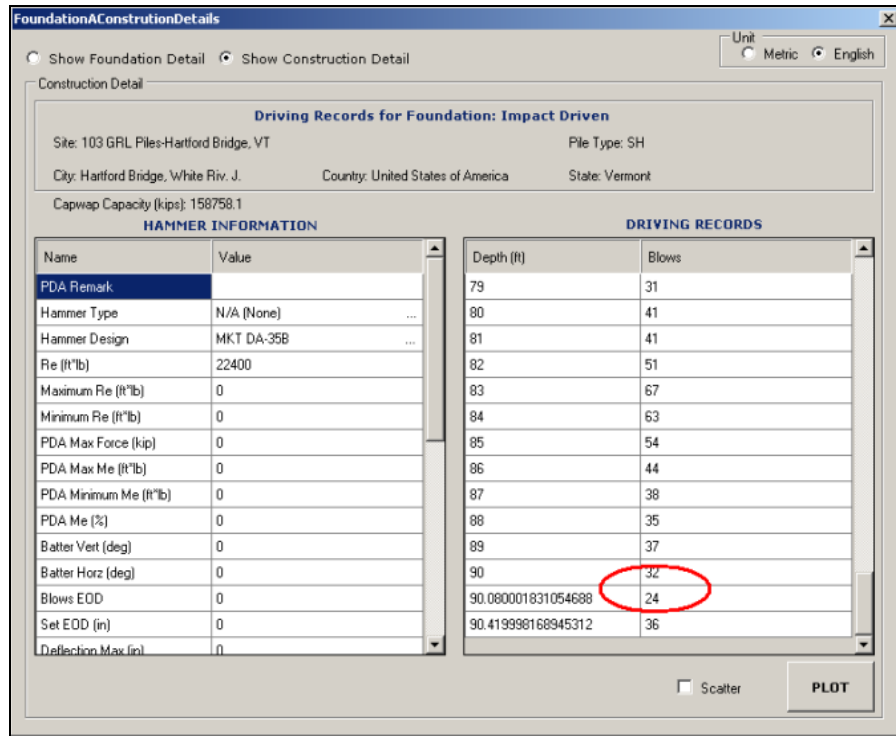 FoundationAConstrutionDetails
Show Foundation Detail Show Construction Detail
Unit
Metric English
Construction Detail
Driving Records for Foundation: Impact Driven
Site: 103 GRL Piles-Hartford Bridge, VT Pile Type: SH
City: Hartford Bridge, White Riv. J. Country: United States of America State: Vermont
Capwap Capacity (kips): 158758.1
HAMMER INFORMATION
Name Value
PDA Remark
Hammer Type N/A (None) ...
Hammer Design MKT DA-35B ...
Re (ft*lb) 22400
Maximum Re (ft*lb) 0
Minimum Re (ft*lb) 0
PDA Max Force (kip) 0
PDA Max Me (ft*lb) 0
PDA Minimum Me (ft*lb) 0
PDA Me (%) 0
Batter Vert (deg) 0
Batter Horz (deg) 0
Blows EOD 0
Set EOD (in) 0
Deflection Max (in) 0
DRIVING RECORDS
Depth (ft) Blows
79 31
80 41
81 41
82 51
83 67
84 63
85 54
86 44
87 38
88 35
89 37
90 32
90.080001831054688 24
90.419998168945312 36
Scatter PLOT